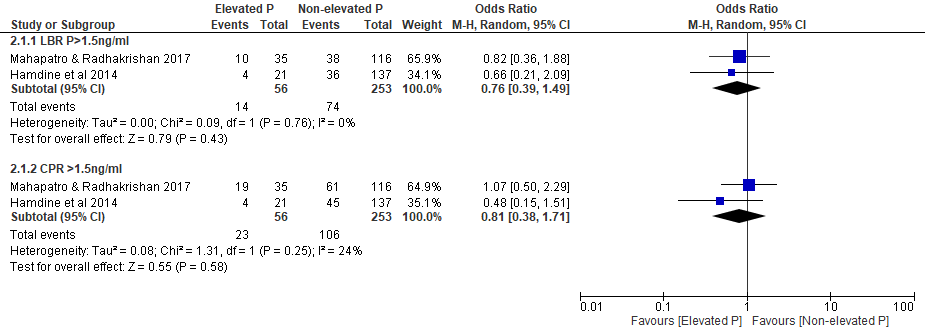 Elevated P Non-elevated P Odds Ratio Odds Ratio
Study or Subgroup Events Total Events Total Weight M-H, Random, 95% CI M-H, Random, 95% CI
2.1.1 LBR P>1.5ng/ml
Mahapatro & Radhakrishan 2017 10 35 38 116 65.9% 0.82 [0.36, 1.88]
Hamdine et al 2014 4 21 36 137 34.1% 0.66 [0.21, 2.09]
Subtotal (95% CI) 56 253 100.0% 0.76 [0.39, 1.49]
Total events 14 74
Heterogeneity: Tau² = 0.00; Chi² = 0.09, df = 1 (P = 0.76); I² = 0%
Test for overall effect: Z = 0.79 (P = 0.43)
2.1.2 CPR >1.5ng/ml
Mahapatro & Radhakrishan 2017 19 35 61 116 64.9% 1.07 [0.50, 2.29]
Hamdine et al 2014 4 21 45 137 35.1% 0.48 [0.15, 1.51]
Subtotal (95% CI) 56 253 100.0% 0.81 [0.38, 1.71]
Total events 23 106
Heterogeneity: Tau² = 0.08; Chi² = 1.31, df = 1 (P = 0.25); I² = 24%
Test for overall effect: Z = 0.55 (P = 0.58)
0.01 0.1 1 10 100
Favours [Elevated P] Favours [Non-elevated P]